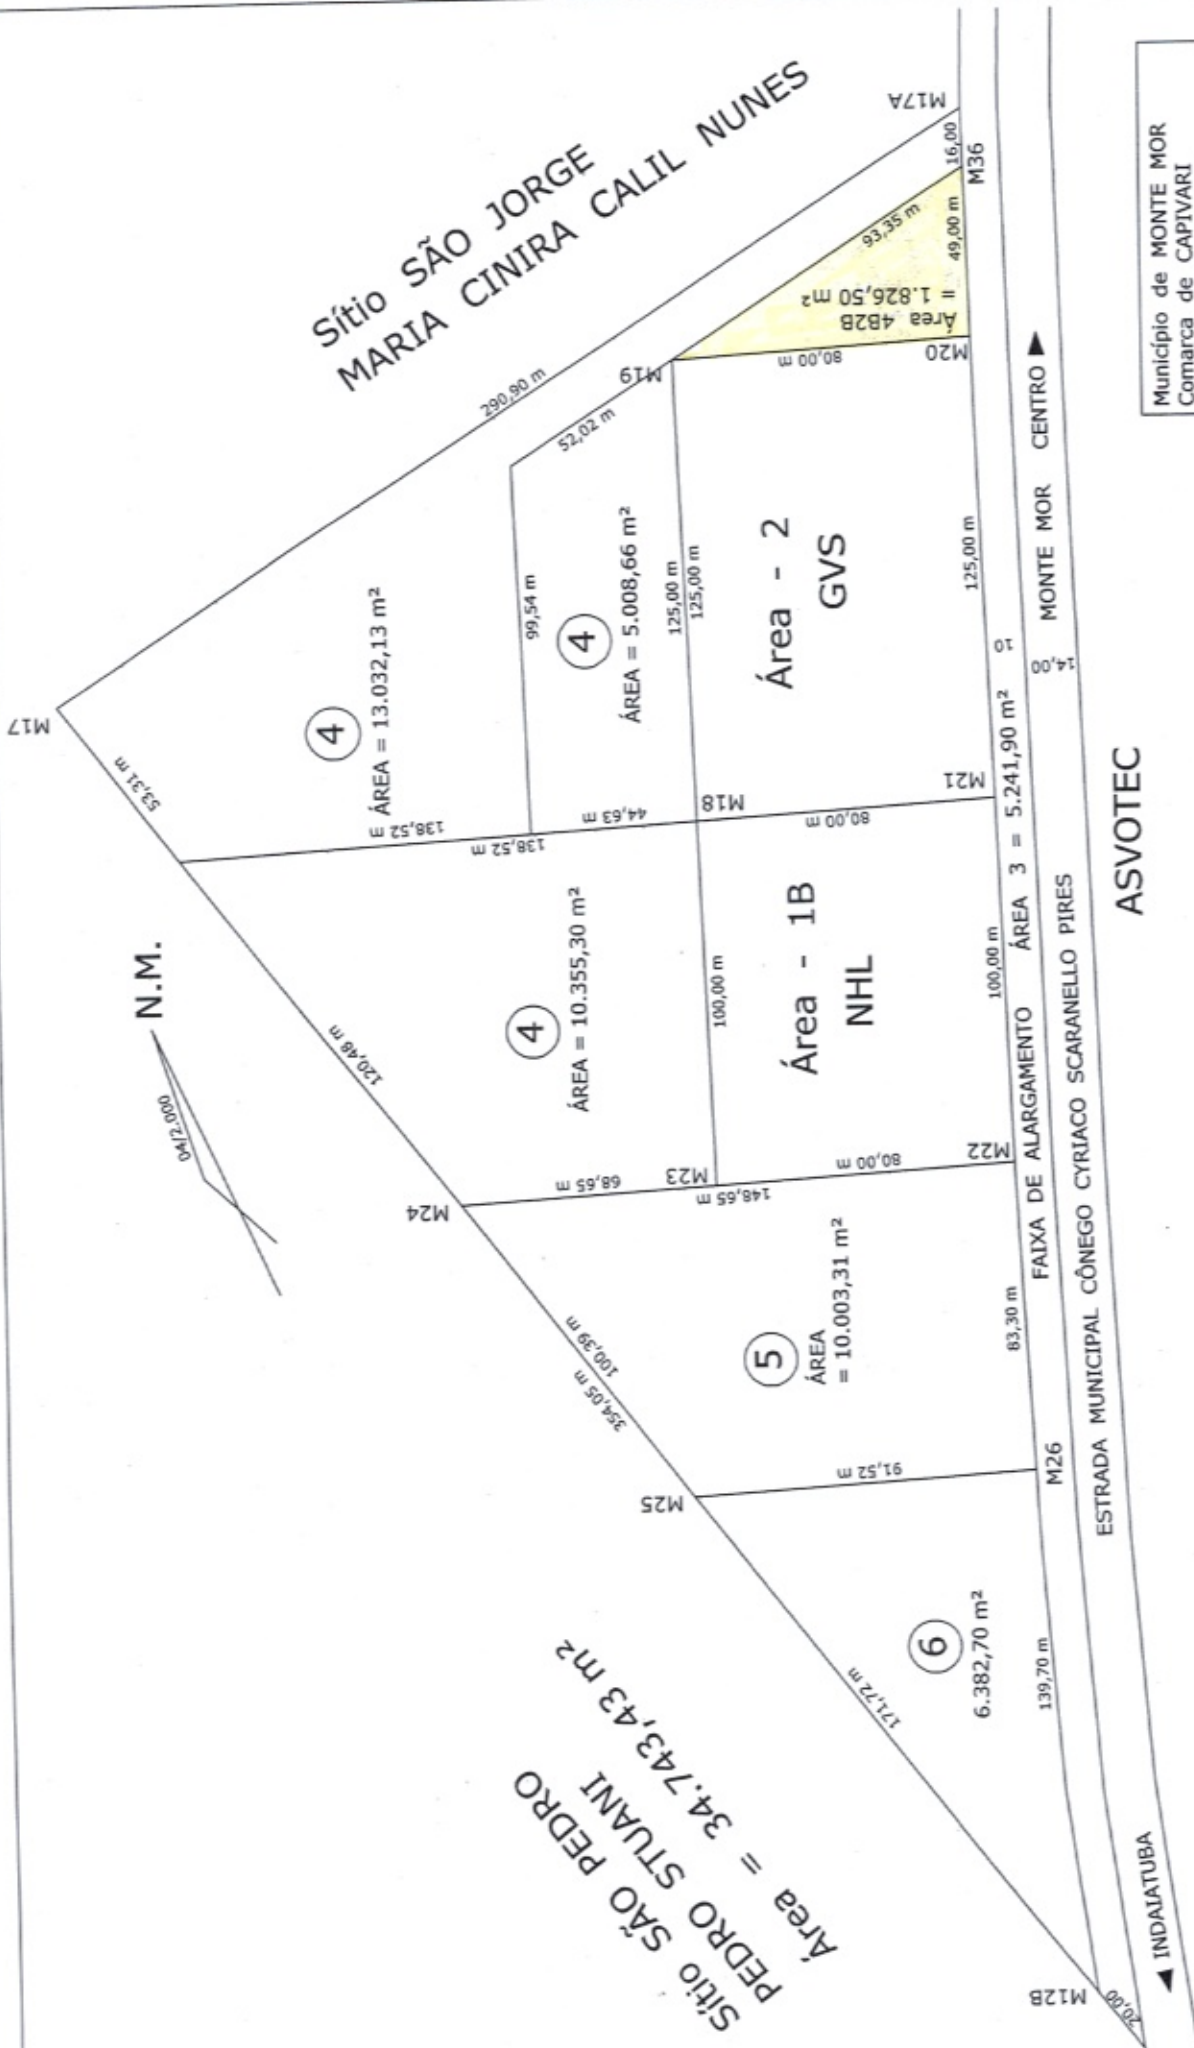 Sítio SÃO JORGE
MARIA CINIRA CALIL NUNES
M17A
16,00
M36
93,35 m
49,00 m
Área 4B2B
= 1.826,50 m²
80,00 m
M20
M19
290,90 m
52,02 m
M17
53,31 m
4
ÁREA = 13.032,13 m²
138,52 m
138,52 m
99,54 m
4
ÁREA = 5.008,66 m²
44,63 m
125,00 m
125,00 m
M18
Área - 2
GVS
125,00 m
80,00 m
M21
N.M.
04/2.000
120,48 m
4
ÁREA = 10.355,30 m²
100,00 m
Área - 1B
NHL
100,00 m
M24
68,65 m
M23
148,65 m
80,00 m
M22
100,39 m
354,05 m
5
ÁREA
= 10.003,31 m²
83,30 m
M25
91,52 m
M26
171,72 m
6
6.382,70 m²
139,70 m
Sítio SÃO PEDRO
PEDRO STUANI
Área = 34.743,43 m²
M12B
20,00
FAIXA DE ALARGAMENTO ÁREA 3 = 5.241,90 m²
10
14,00
MONTE MOR CENTRO ►
ESTRADA MUNICIPAL CÔNEGO CYRIACO SCARANELLO PIRES
◄ INDAIATUBA
ASVOTEC
Município de MONTE MOR
Comarca de CAPIVARI